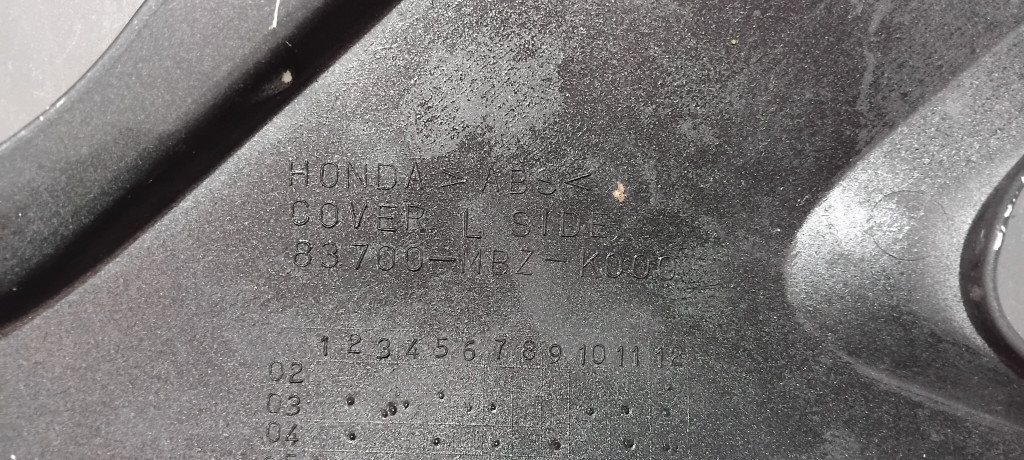 HONDA >ABS<
COVER L SIDE
83700-MBZ-K000
1 2 3 4 5 6 7 8 9 10 11 12
02
03
04